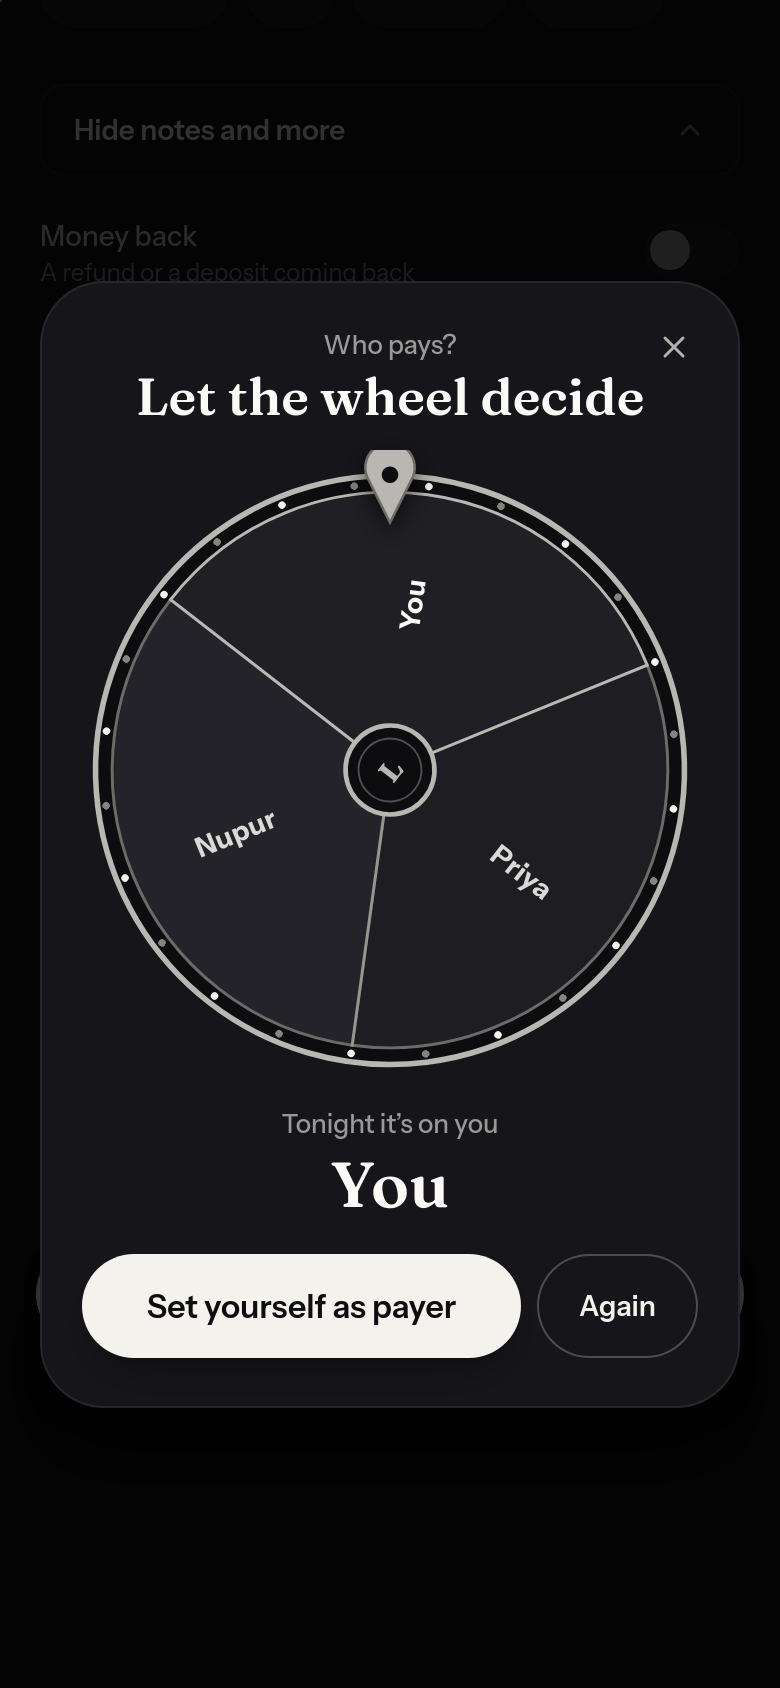 Hide notes and more
Money back
A refund or a deposit coming back
Who pays?
Let the wheel decide
You
L
Nupur
Priya
Tonight it’s on you
You
Set yourself as payer
Again